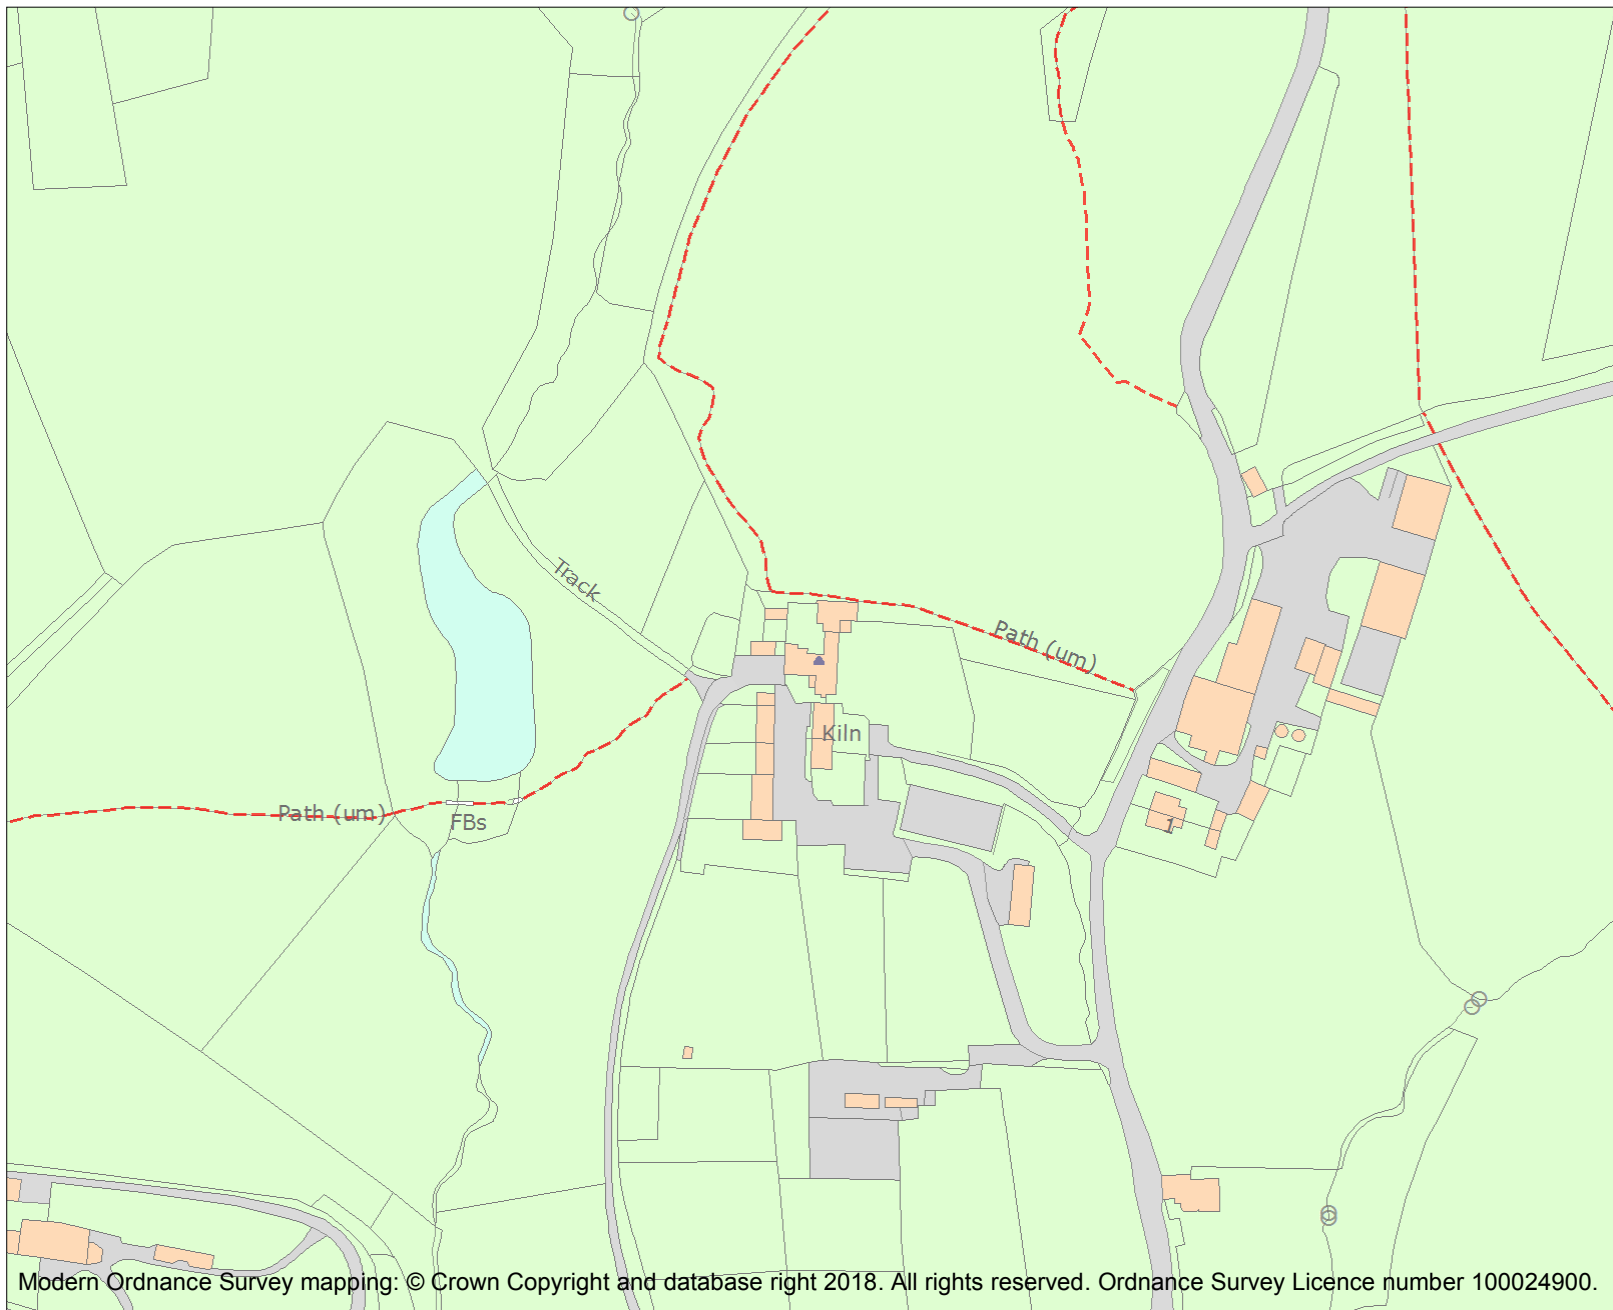 Track
Path (um)
Kiln
Path (um)
FBs
1
Modern Ordnance Survey mapping: © Crown Copyright and database right 2018. All rights reserved. Ordnance Survey Licence number 100024900.